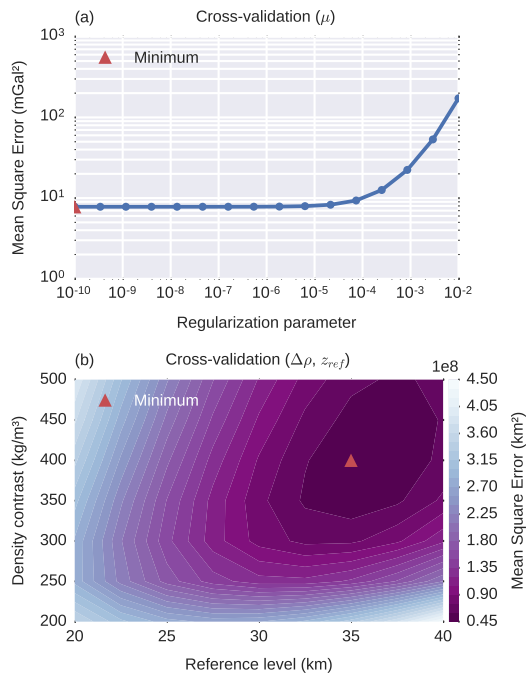 (a) Cross-validation (μ)
10³
10²
10¹
10⁰
Mean Square Error (mGal²)
Minimum
10⁻¹⁰ 10⁻⁹ 10⁻⁸ 10⁻⁷ 10⁻⁶ 10⁻⁵ 10⁻⁴ 10⁻³ 10⁻²
Regularization parameter
(b) Cross-validation (Δρ, z_ref)
1e8
500
450
400
350
300
250
200
Density contrast (kg/m³)
Minimum
20 25 30 35 40
Reference level (km)
4.50
4.05
3.60
3.15
2.70
2.25
1.80
1.35
0.90
0.45
Mean Square Error (km²)